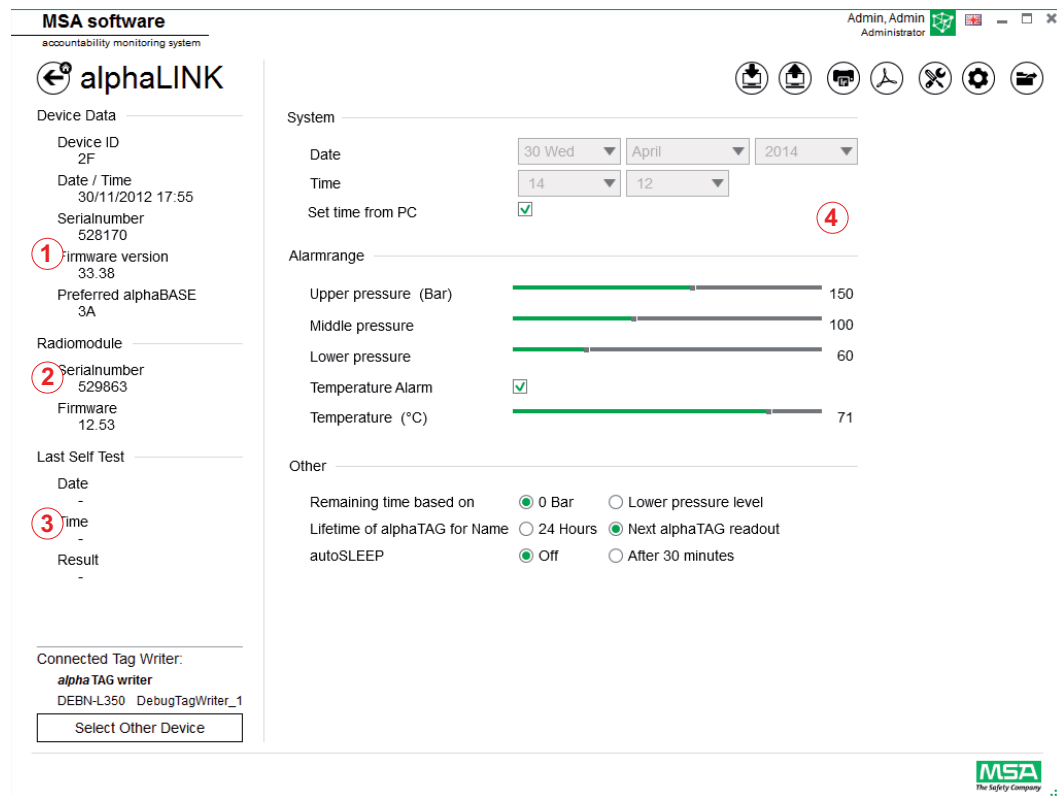 MSA software
accountability monitoring system
Admin, Admin
Administrator
alphaLINK
Device Data
Device ID
2F
Date / Time
30/11/2012 17:55
Serialnumber
528170
1
Firmware version
33.38
Preferred alphaBASE
3A
Radiomodule
2
Serialnumber
529863
Firmware
12.53
Last Self Test
Date
-
3
Time
-
Result
-
Connected Tag Writer:
alphaTAG writer
DEBN-L350 DebugTagWriter_1
Select Other Device
System
Date 30 Wed April 2014
Time 14 12
Set time from PC
4
Alarmrange
Upper pressure (Bar) 150
Middle pressure 100
Lower pressure 60
Temperature Alarm
Temperature (°C) 71
Other
Remaining time based on 0 Bar Lower pressure level
Lifetime of alphaTAG for Name 24 Hours Next alphaTAG readout
autoSLEEP Off After 30 minutes
MSA
The Safety Company